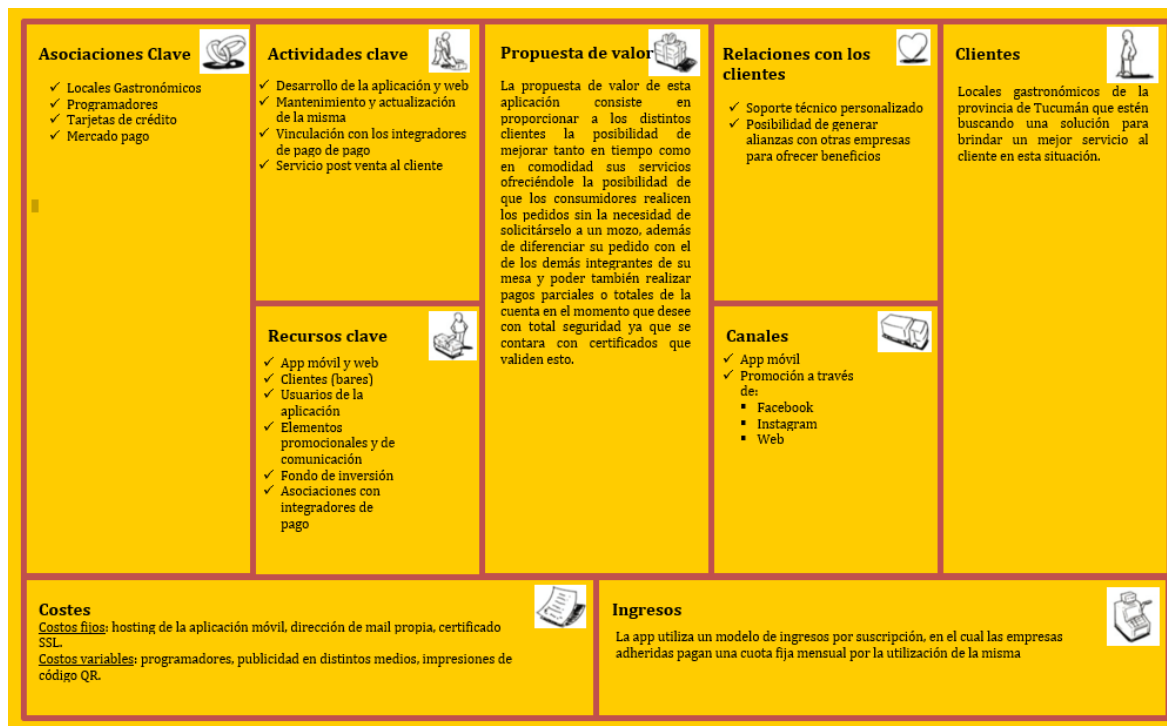 Asociaciones Clave
✓ Locales Gastronómicos
✓ Programadores
✓ Tarjetas de crédito
✓ Mercado pago
Actividades clave
✓ Desarrollo de la aplicación y web
✓ Mantenimiento y actualización
de la misma
✓ Vinculación con los integradores
de pago de pago
✓ Servicio post venta al cliente
Recursos clave
✓ App móvil y web
✓ Clientes (bares)
✓ Usuarios de la
aplicación
✓ Elementos
promocionales y de
comunicación
✓ Fondo de inversión
✓ Asociaciones con
integradores de
pago
Propuesta de valor
La propuesta de valor de esta
aplicación consiste en
proporcionar a los distintos
clientes la posibilidad de
mejorar tanto en tiempo como
en comodidad sus servicios
ofreciéndole la posibilidad de
que los consumidores realicen
los pedidos sin la necesidad de
solicitárselo a un mozo, además
de diferenciar su pedido con el
de los demás integrantes de su
mesa y poder también realizar
pagos parciales o totales de la
cuenta en el momento que desee
con total seguridad ya que se
contara con certificados que
validen esto.
Relaciones con los
clientes
✓ Soporte técnico personalizado
✓ Posibilidad de generar
alianzas con otras empresas
para ofrecer beneficios
Canales
✓ App móvil
✓ Promoción a través
de:
▪ Facebook
▪ Instagram
▪ Web
Clientes
Locales gastronómicos de la
provincia de Tucumán que estén
buscando una solución para
brindar un mejor servicio al
cliente en esta situación.
Costes
Costos fijos: hosting de la aplicación móvil, dirección de mail propia, certificado
SSL.
Costos variables: programadores, publicidad en distintos medios, impresiones de
código QR.
Ingresos
La app utiliza un modelo de ingresos por suscripción, en el cual las empresas
adheridas pagan una cuota fija mensual por la utilización de la misma